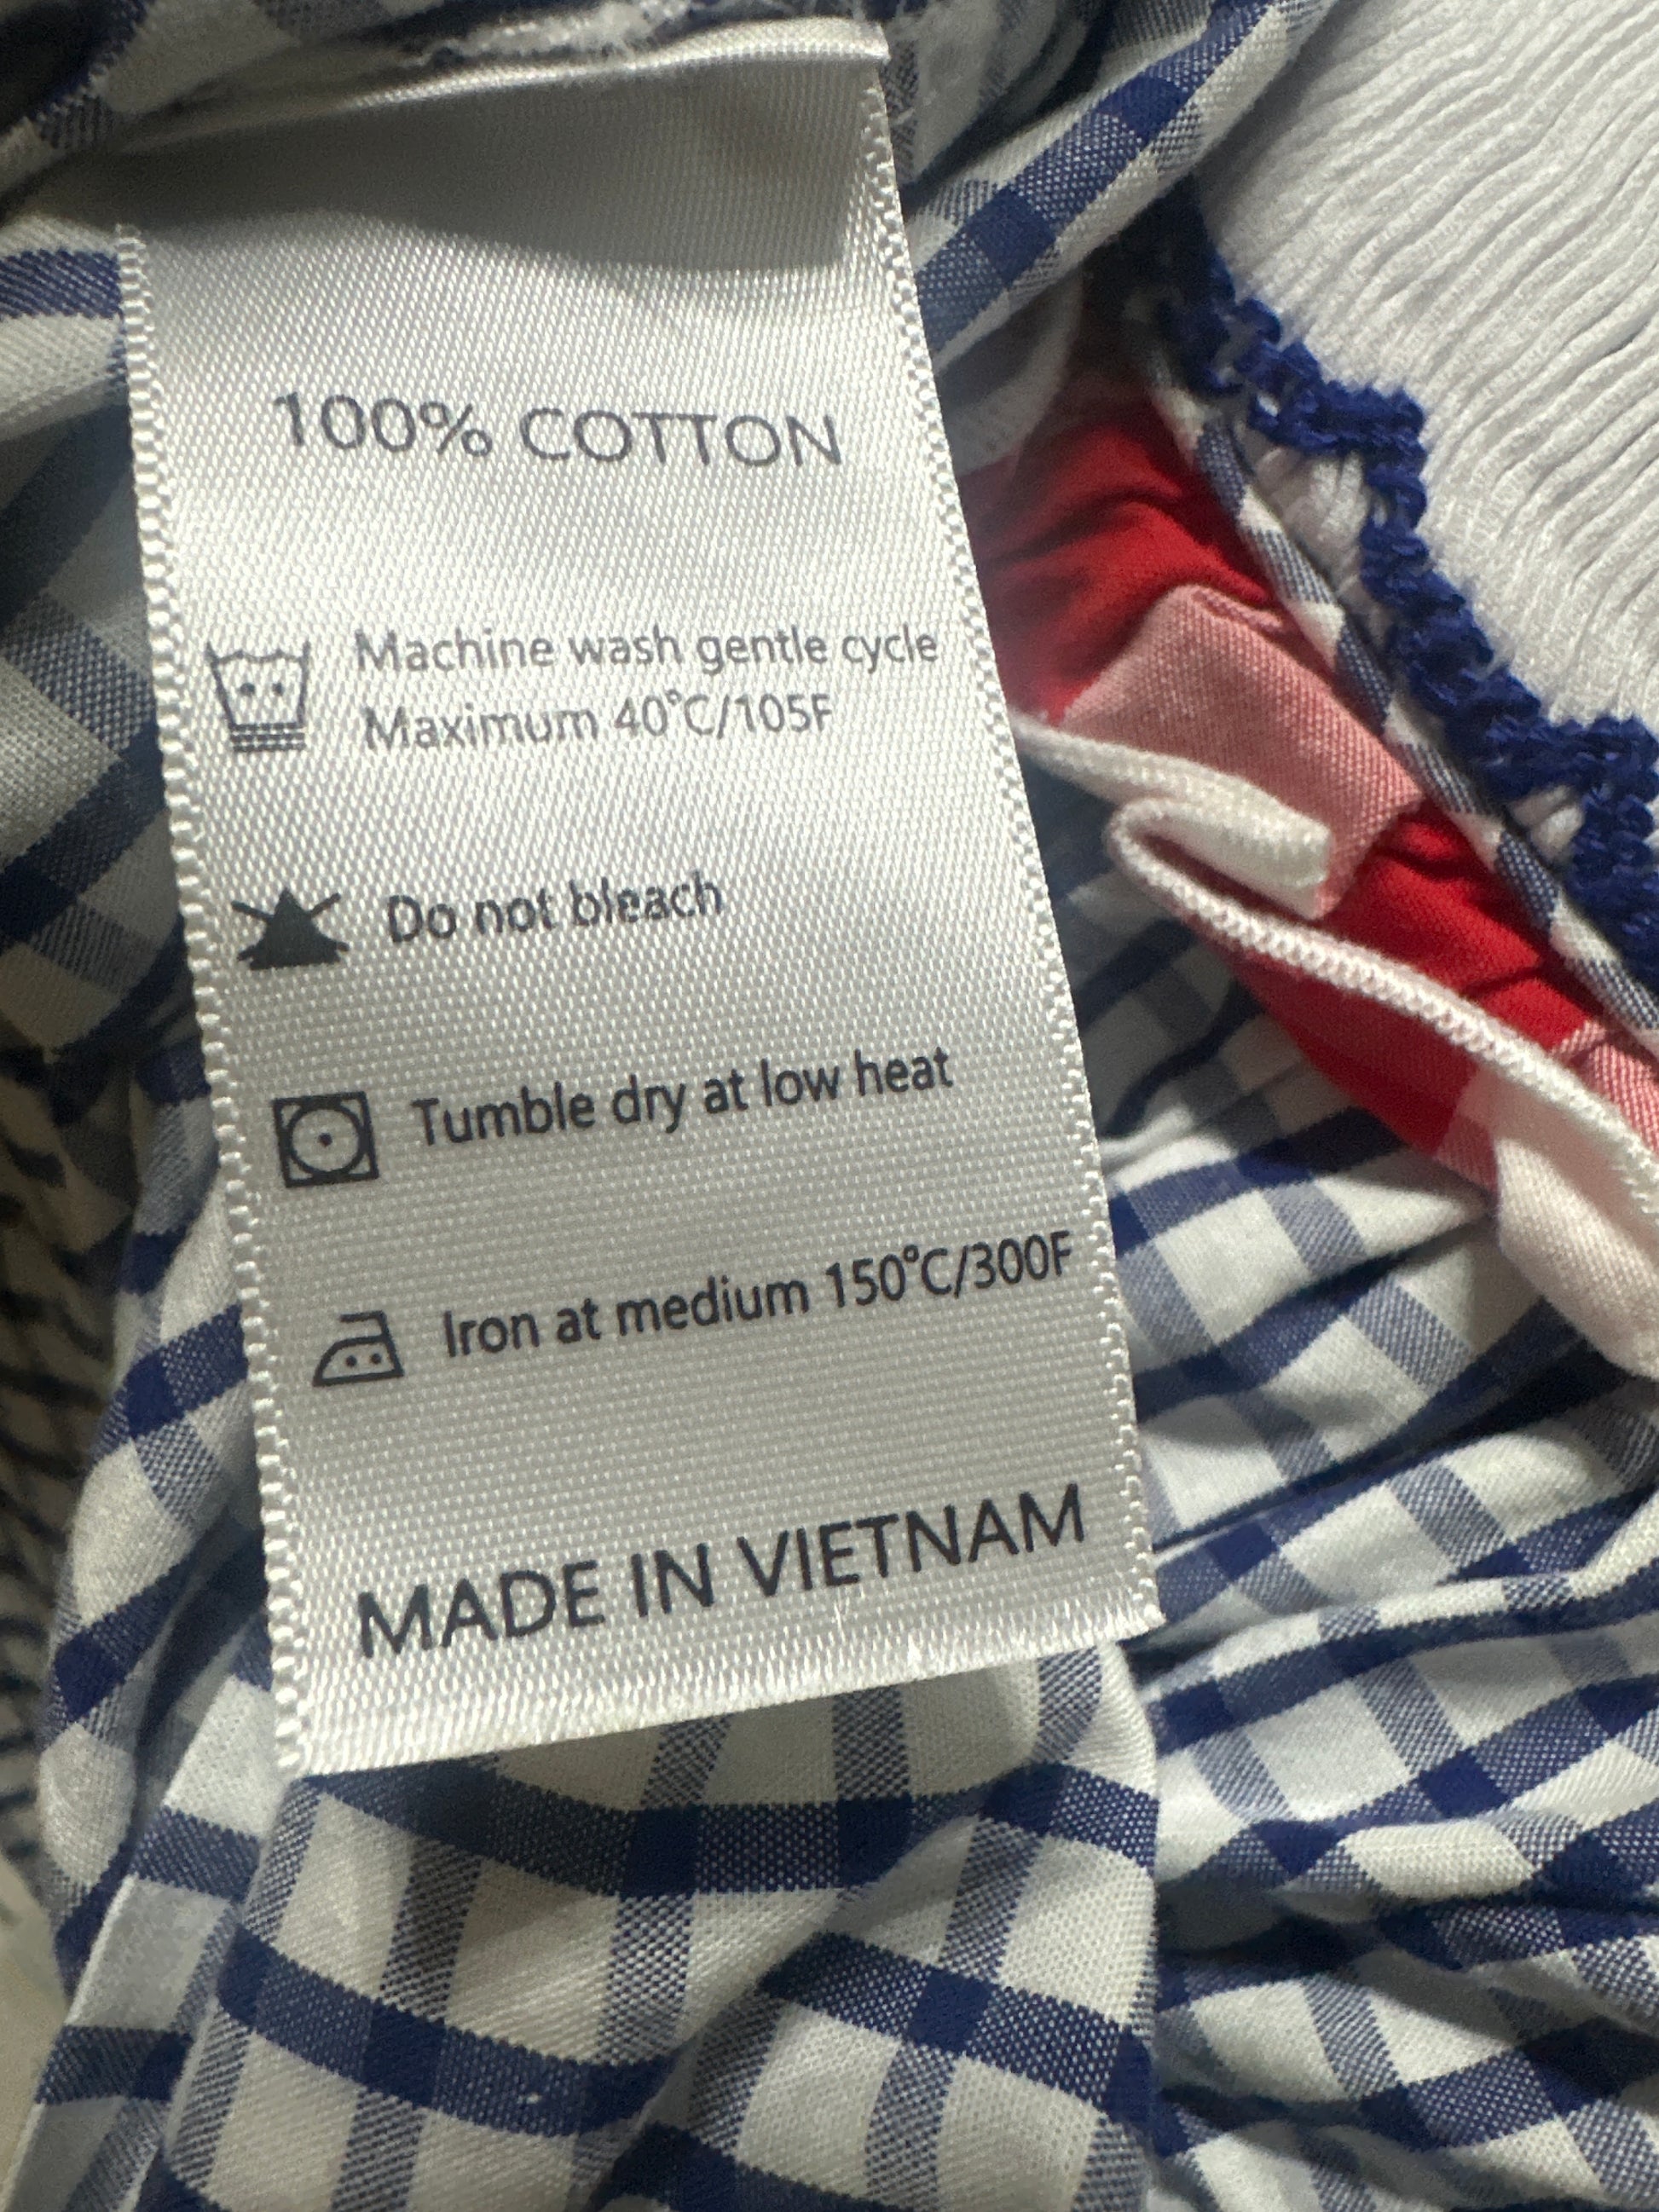 100% COTTON
Machine wash gentle cycle
Maximum 40°C/105F
Do not bleach
Tumble dry at low heat
Iron at medium 150°C/300F
MADE IN VIETNAM